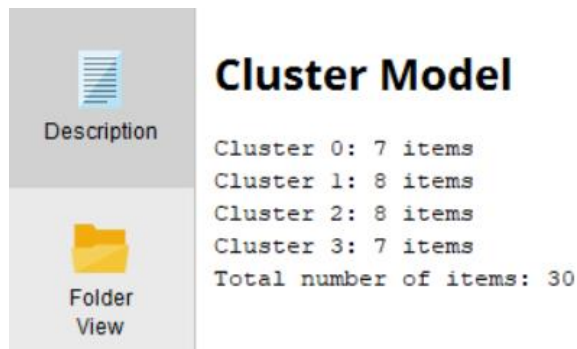 Description
Folder
View
Cluster Model
Cluster 0: 7 items
Cluster 1: 8 items
Cluster 2: 8 items
Cluster 3: 7 items
Total number of items: 30